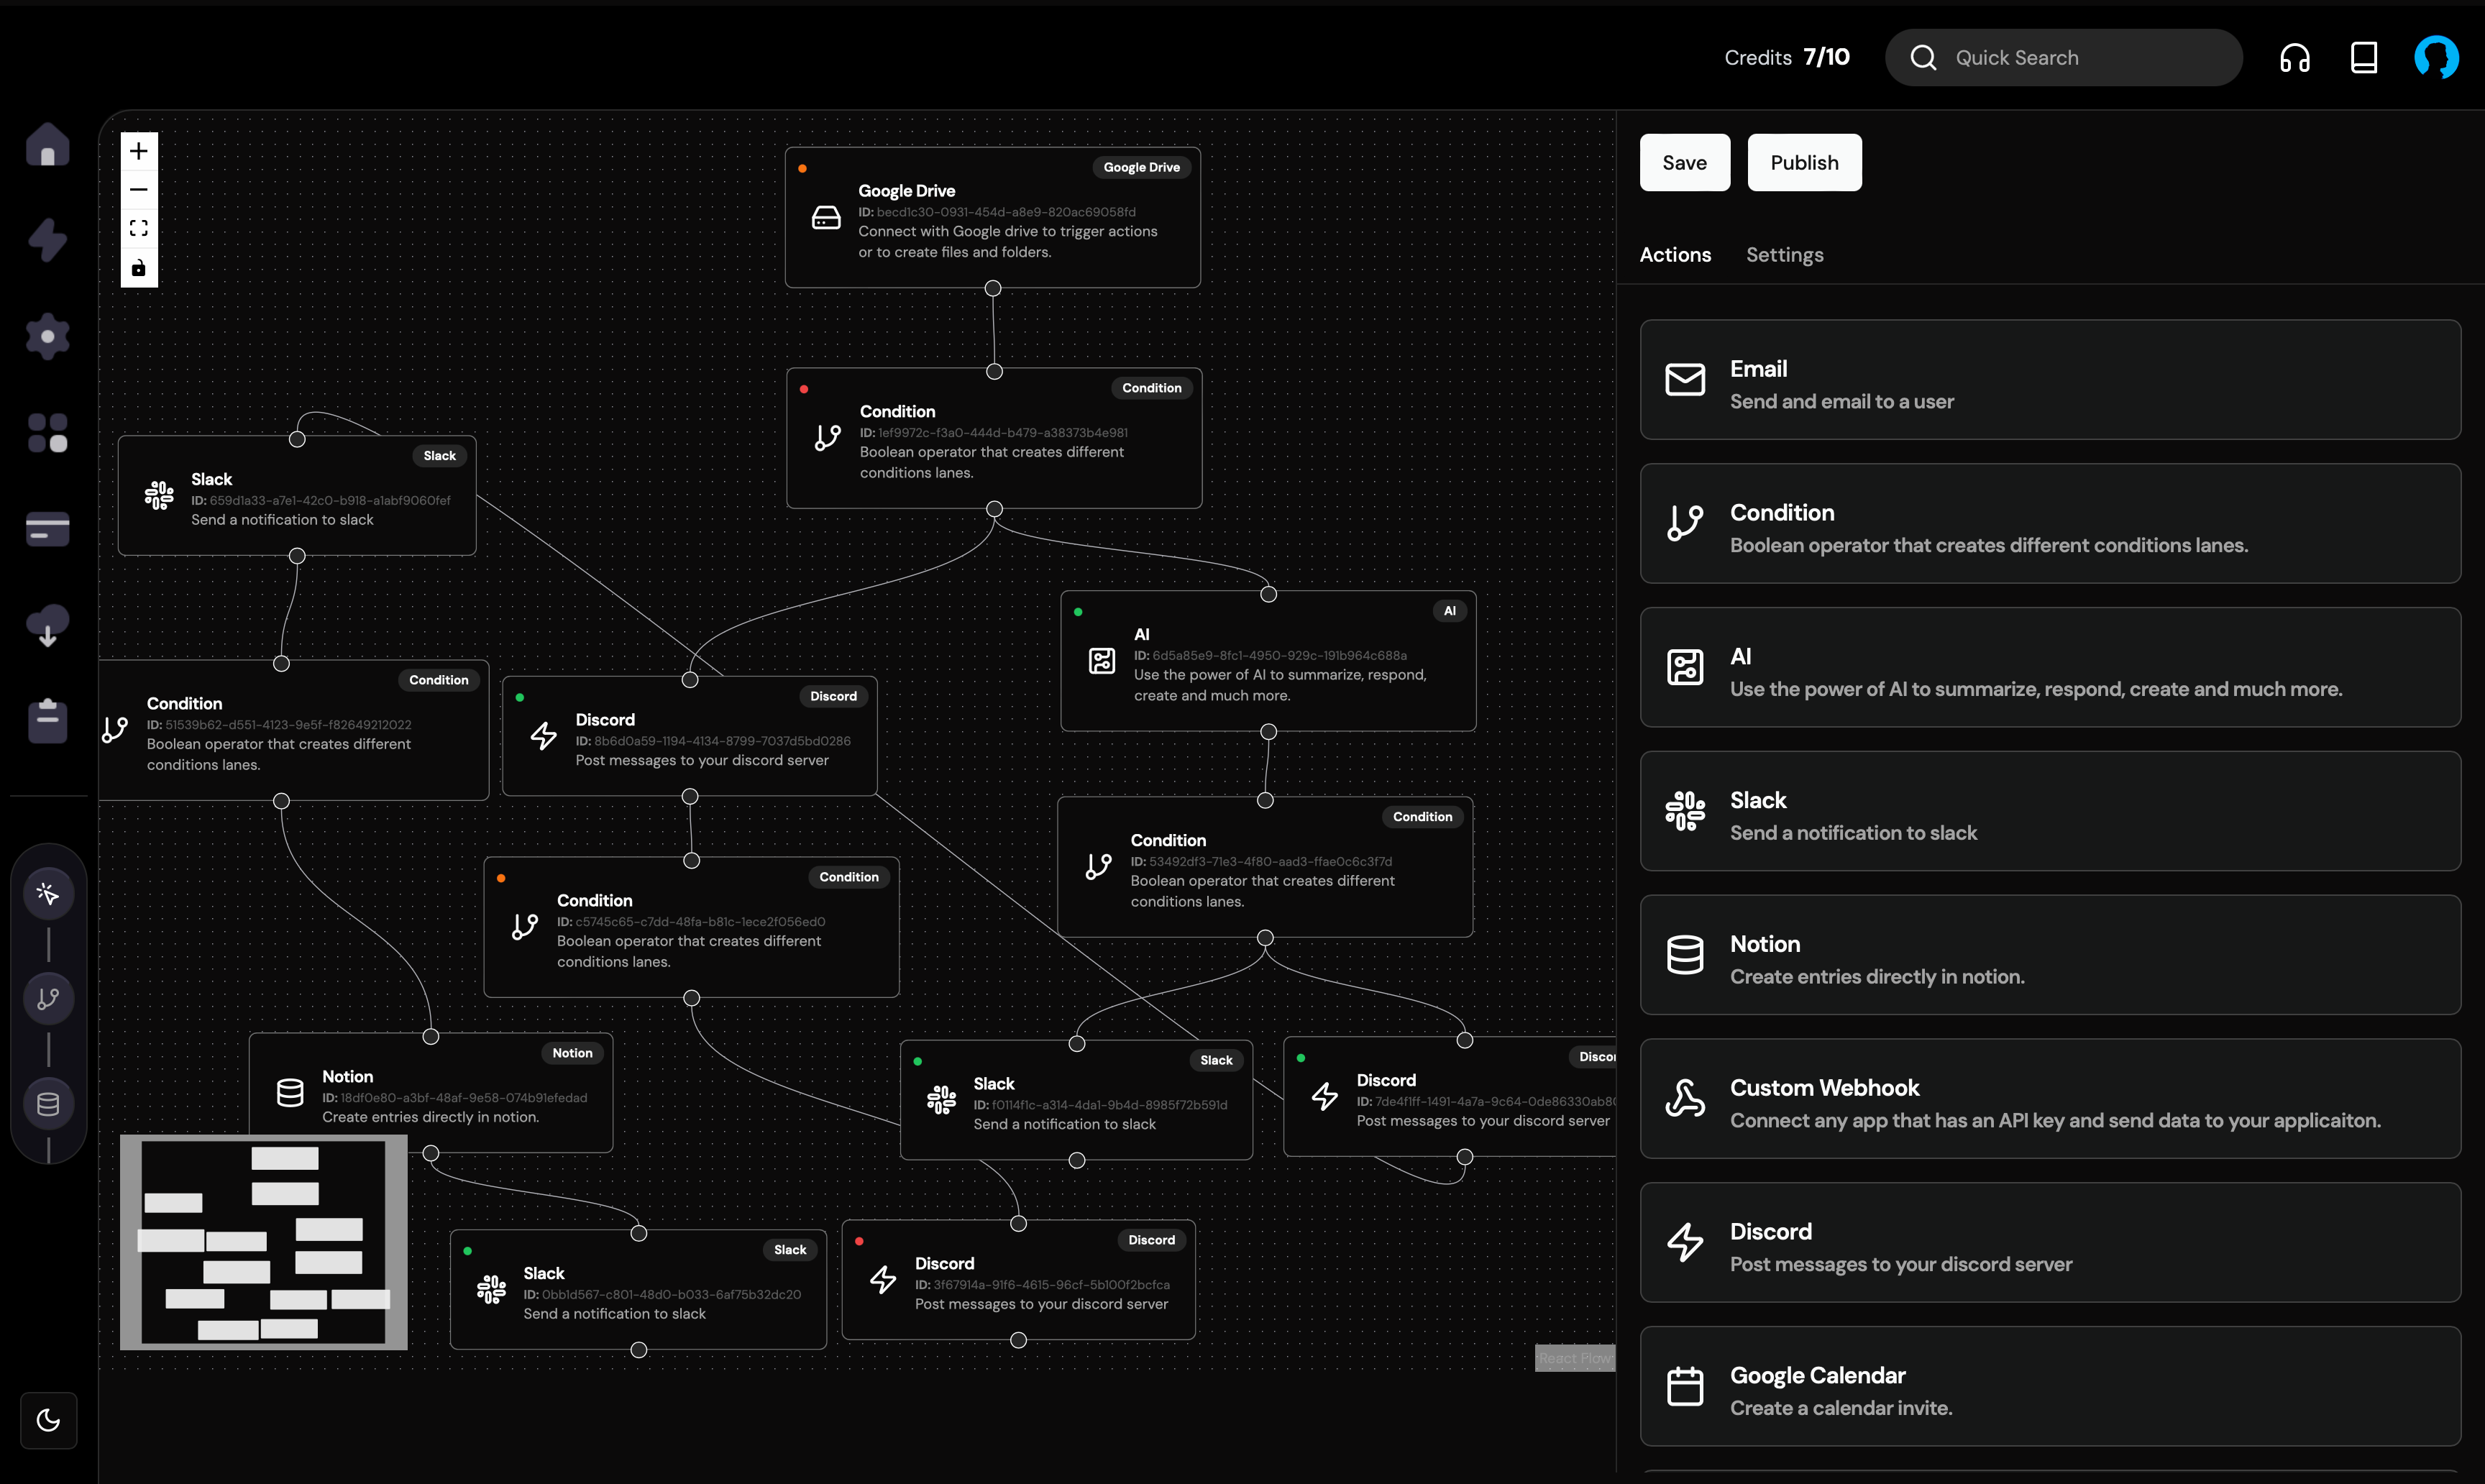 Credits 7/10
Quick Search
Save
Publish
Actions
Settings
Google Drive
Google Drive
ID: becd1c30-0931-454d-a8e9-820ac69058fd
Connect with Google drive to trigger actions
or to create files and folders.
Condition
Condition
ID: 1ef9972c-f3a0-444d-b479-a38373b4e981
Boolean operator that creates different
conditions lanes.
Slack
Slack
ID: 659d1a33-a7e1-42c0-b918-a1abf9060fef
Send a notification to slack
AI
AI
ID: 6d5a85e9-8fc1-4950-929c-191b964c688a
Use the power of AI to summarize, respond,
create and much more.
Condition
Condition
ID: 51539b62-d551-4123-9e5f-f82649212022
Boolean operator that creates different
conditions lanes.
Discord
Discord
ID: 8b6d0a59-1194-4134-8799-7037d5bd0286
Post messages to your discord server
Condition
Condition
ID: 53492df3-71e3-4f80-aad3-ffae0c6c3f7d
Boolean operator that creates different
conditions lanes.
Condition
Condition
ID: c5745c65-c7dd-48fa-b81c-1ece2f056ed0
Boolean operator that creates different
conditions lanes.
Notion
Notion
ID: 18df0e80-a3bf-48af-9e58-074b91efedad
Create entries directly in notion.
Slack
Slack
ID: f0114f1c-a314-4da1-9b4d-8985f72b591d
Send a notification to slack
Discor
Discord
ID: 7de4f1ff-1491-4a7a-9c64-0de86330ab80
Post messages to your discord server
Slack
Slack
ID: 0bb1d567-c801-48d0-b033-6af75b32dc20
Send a notification to slack
Discord
Discord
ID: 3f67914a-91f6-4615-96cf-5b100f2bcfca
Post messages to your discord server
React Flow
Email
Send and email to a user
Condition
Boolean operator that creates different conditions lanes.
AI
Use the power of AI to summarize, respond, create and much more.
Slack
Send a notification to slack
Notion
Create entries directly in notion.
Custom Webhook
Connect any app that has an API key and send data to your applicaiton.
Discord
Post messages to your discord server
Google Calendar
Create a calendar invite.